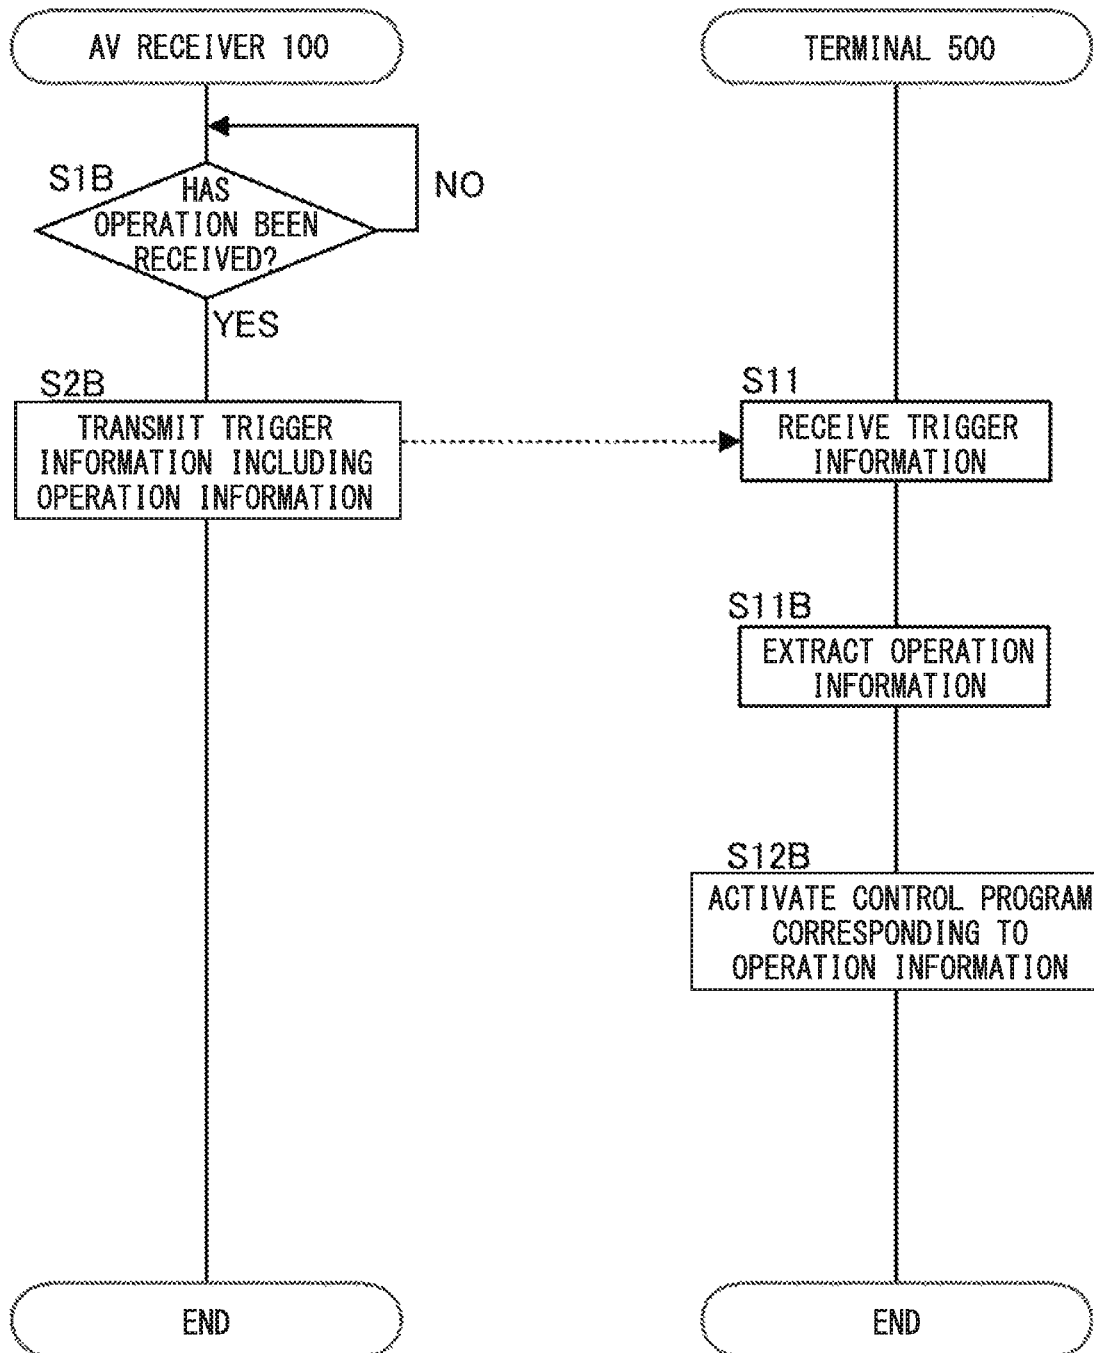 AV RECEIVER 100
S1B
HAS
OPERATION BEEN
RECEIVED?
NO
YES
S2B
TRANSMIT TRIGGER
INFORMATION INCLUDING
OPERATION INFORMATION
END
TERMINAL 500
S11
RECEIVE TRIGGER
INFORMATION
S11B
EXTRACT OPERATION
INFORMATION
S12B
ACTIVATE CONTROL PROGRAM
CORRESPONDING TO
OPERATION INFORMATION
END